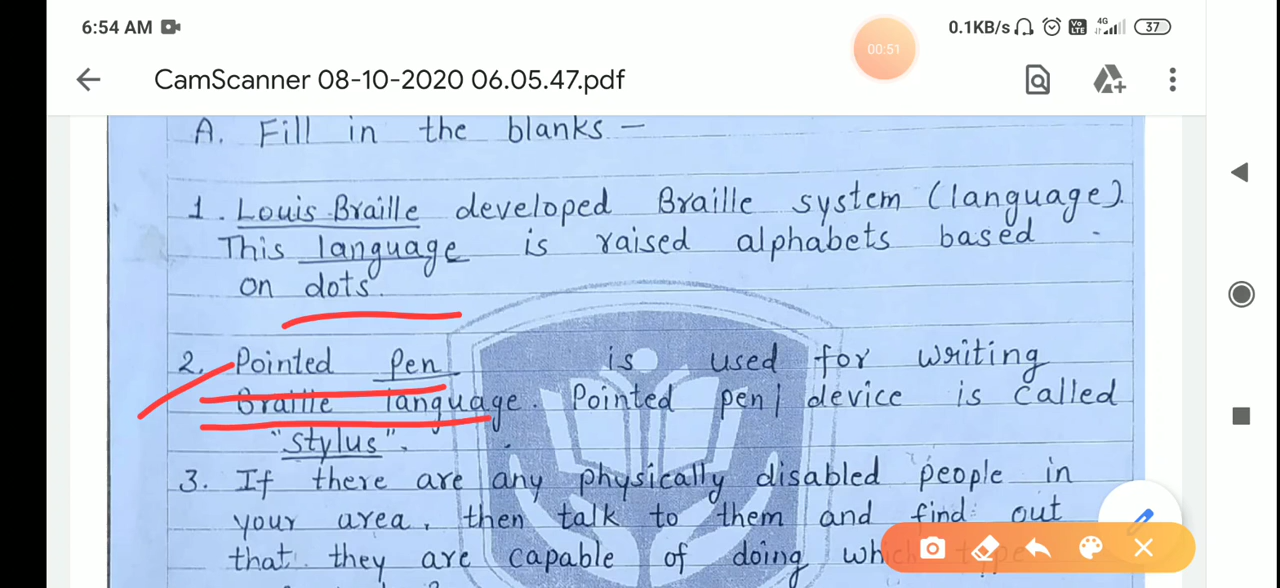 6:54 AM
00:51
0.1KB/s Vo LTE 4G 37
CamScanner 08-10-2020 06.05.47.pdf
A. Fill in the blanks —
1. Louis Braille developed Braille system (language).
This language is raised alphabets based
on dots.
2. Pointed Pen is used for writing
Braille language. Pointed pen | device is called
"stylus".
3. If there are any physically disabled people in
your area, then talk to them and find out
that they are capable of doing